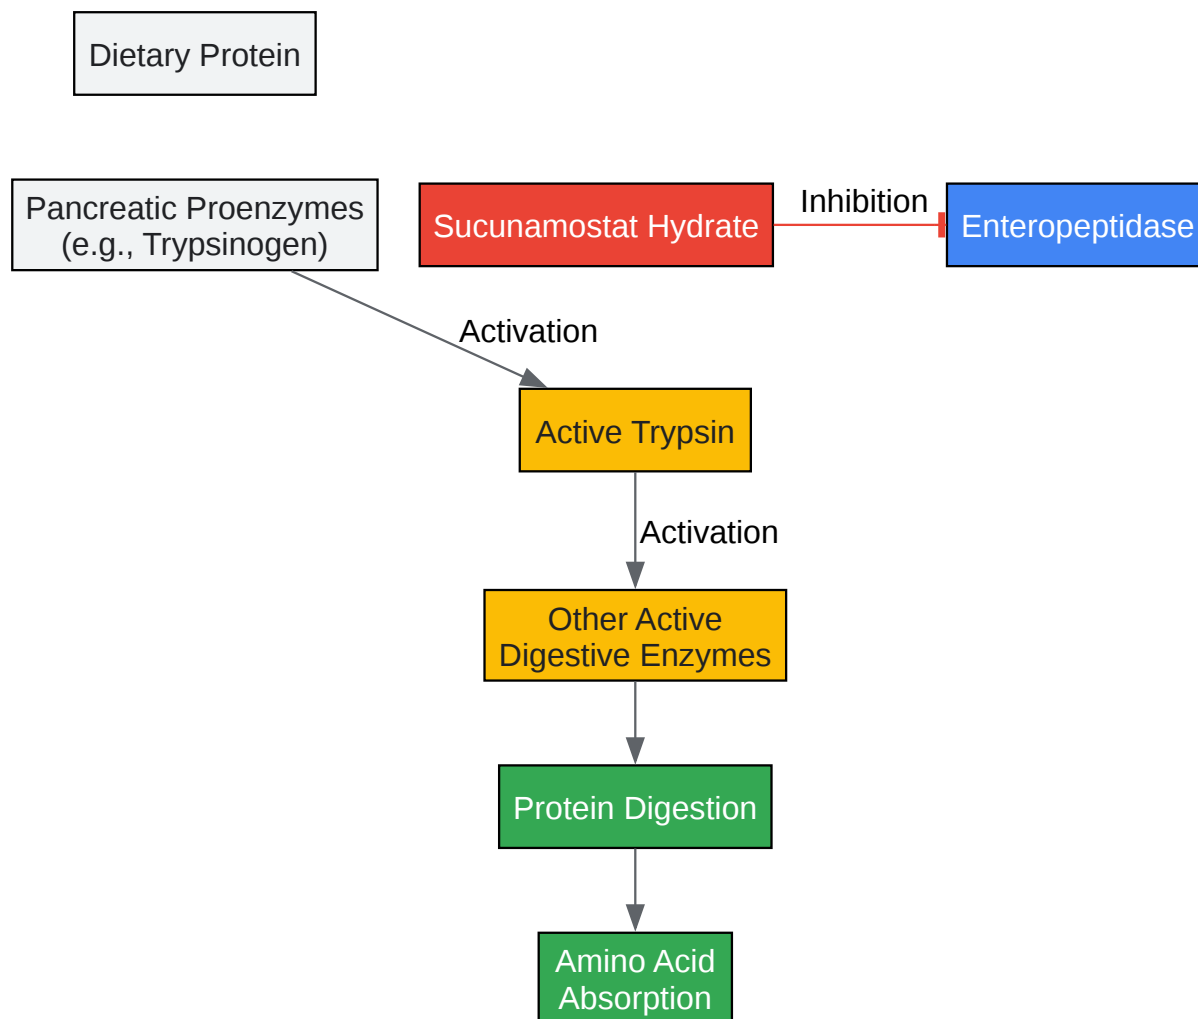 Dietary Protein
Pancreatic Proenzymes
(e.g., Trypsinogen)
Sucunamostat Hydrate
Inhibition
Enteropeptidase
Activation
Active Trypsin
Activation
Other Active
Digestive Enzymes
Protein Digestion
Amino Acid
Absorption